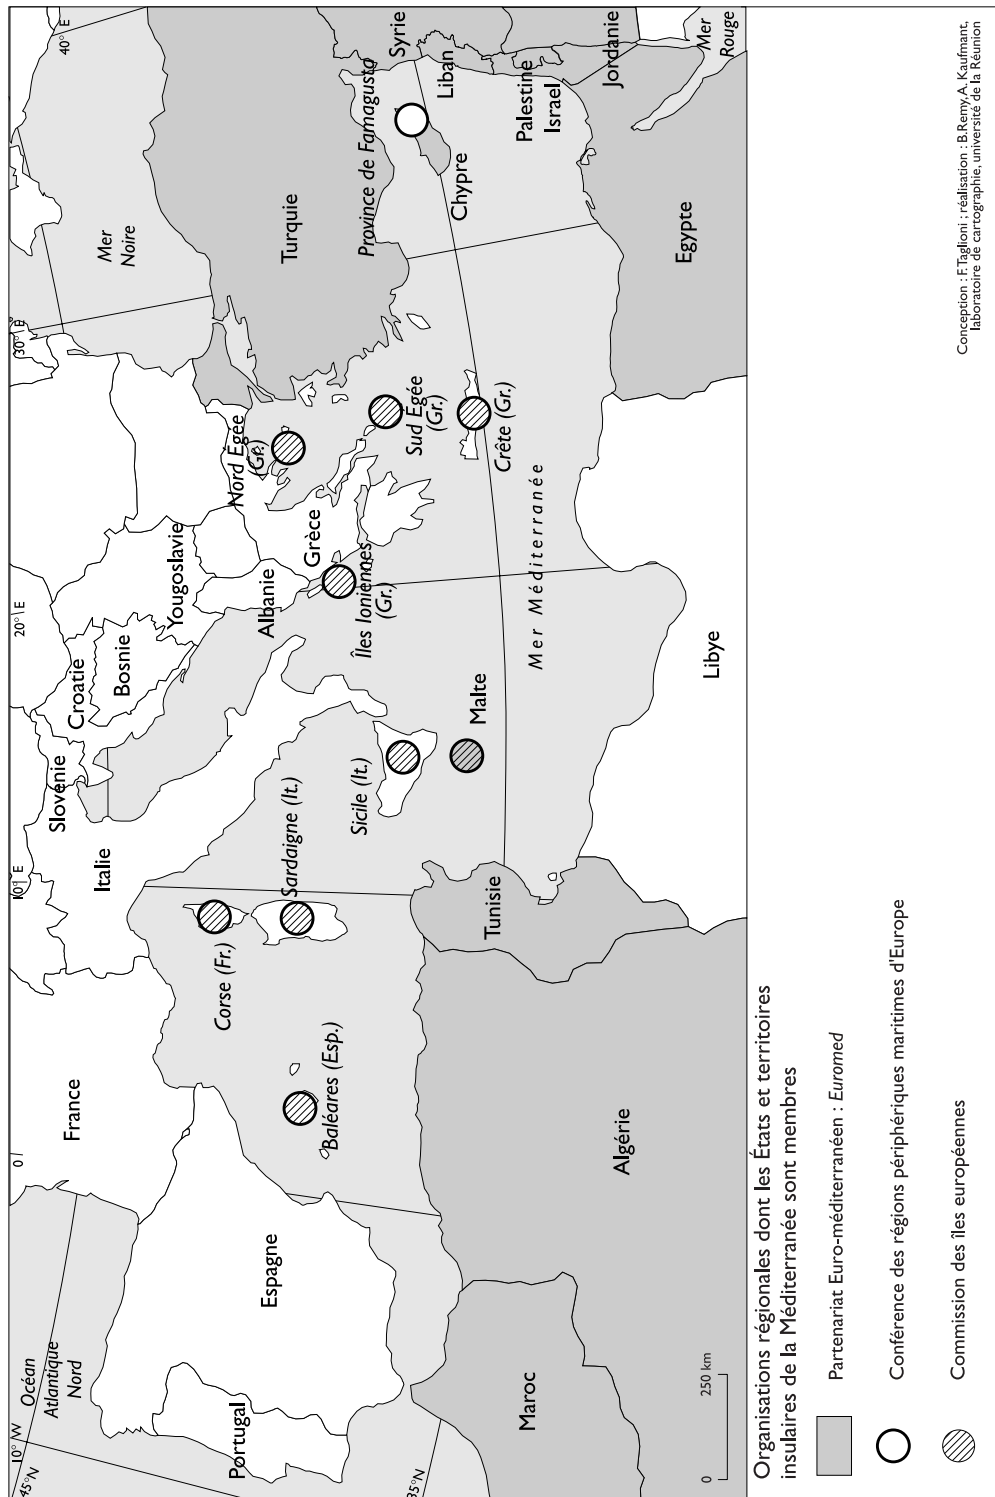 10° W
0
10° E
20° E
30° E
40° E
45°N
35°N
Océan
Atlantique
Nord
France
Italie
Slovenie
Croatie
Bosnie
Yougoslavie
Albanie
Grèce
Mer
Noire
Turquie
Syrie
Liban
Palestine
Israel
Jordanie
Mer
Rouge
Portugal
Espagne
Baléares (Esp.)
Corse (Fr.)
Sardaigne (It.)
Sicile (It.)
Malte
Îles Ioniennes
(Gr.)
Nord Egée
(Gr.)
Sud Egée
(Gr.)
Crête (Gr.)
Province de Famagusta
Chypre
Mer Méditerranée
Maroc
Algérie
Tunisie
Libye
Egypte
0 250 km
Organisations régionales dont les États et territoires
insulaires de la Méditerranée sont membres
Partenariat Euro-méditerranéen : Euromed
Conférence des régions périphériques maritimes d'Europe
Commission des îles européennes
Conception : F.Taglioni ; réalisation : B.Remy, A. Kaufmant,
laboratoire de cartographie, université de la Réunion